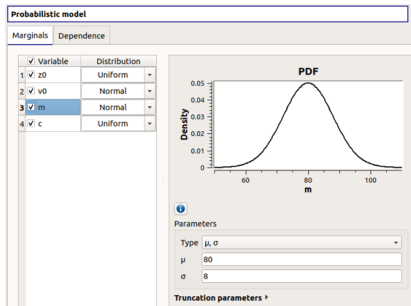 Probabilistic model
Marginals Dependence
Variable Distribution
1 z0 Uniform
2 v0 Normal
3 m Normal
4 c Uniform
PDF
Density
0.05
0.04
0.03
0.02
0.01
0
60 80 100
m
Parameters
Type μ, σ
μ 80
σ 8
Truncation parameters